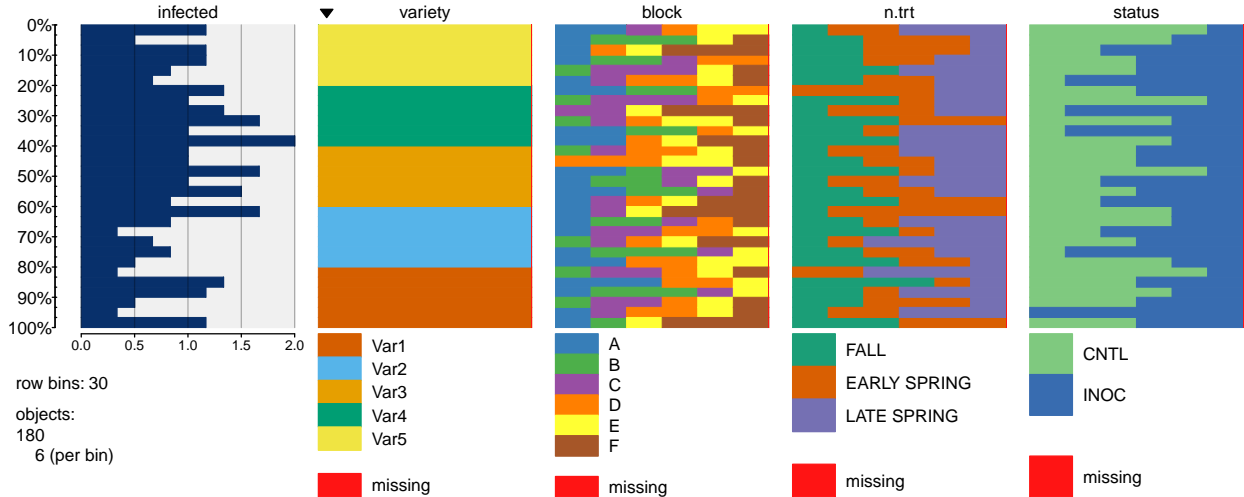 infected
variety
block
n.trt
status
0%
10%
20%
30%
40%
50%
60%
70%
80%
90%
100%
0.0 0.5 1.0 1.5 2.0
row bins: 30
objects:
180
6 (per bin)
Var1
Var2
Var3
Var4
Var5
missing
A
B
C
D
E
F
missing
FALL
EARLY SPRING
LATE SPRING
missing
CNTL
INOC
missing